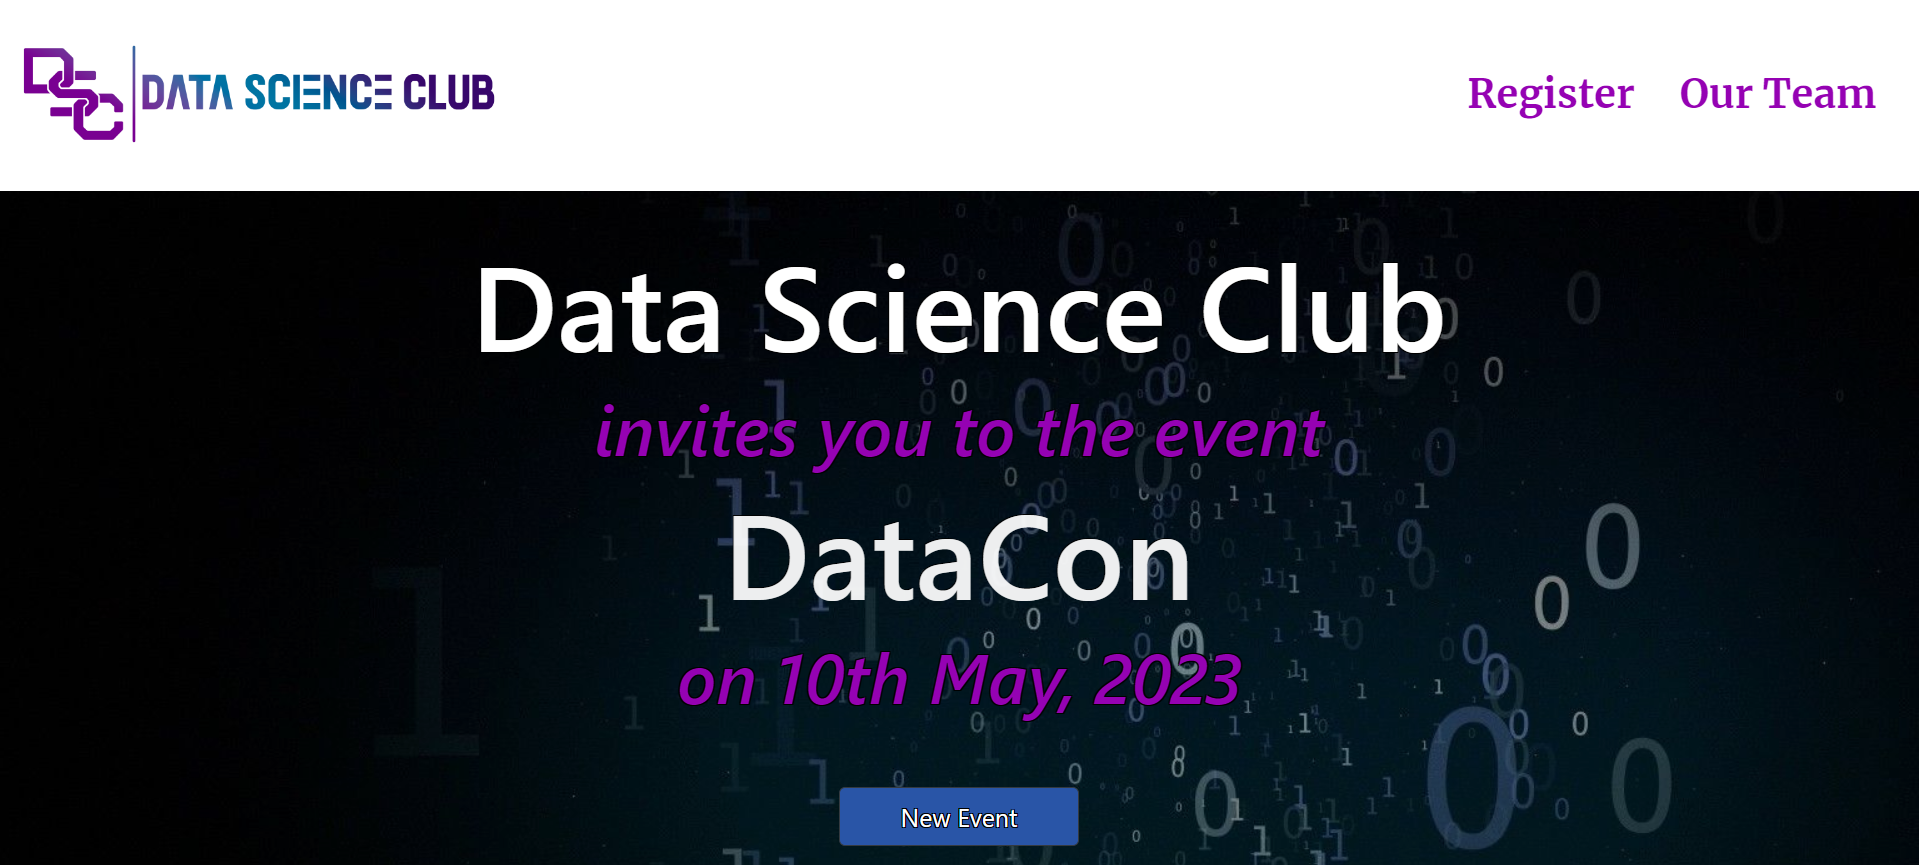 DSC
DATA SCIENCE CLUB
Register
Our Team
Data Science Club
invites you to the event
DataCon
on 10th May, 2023
New Event